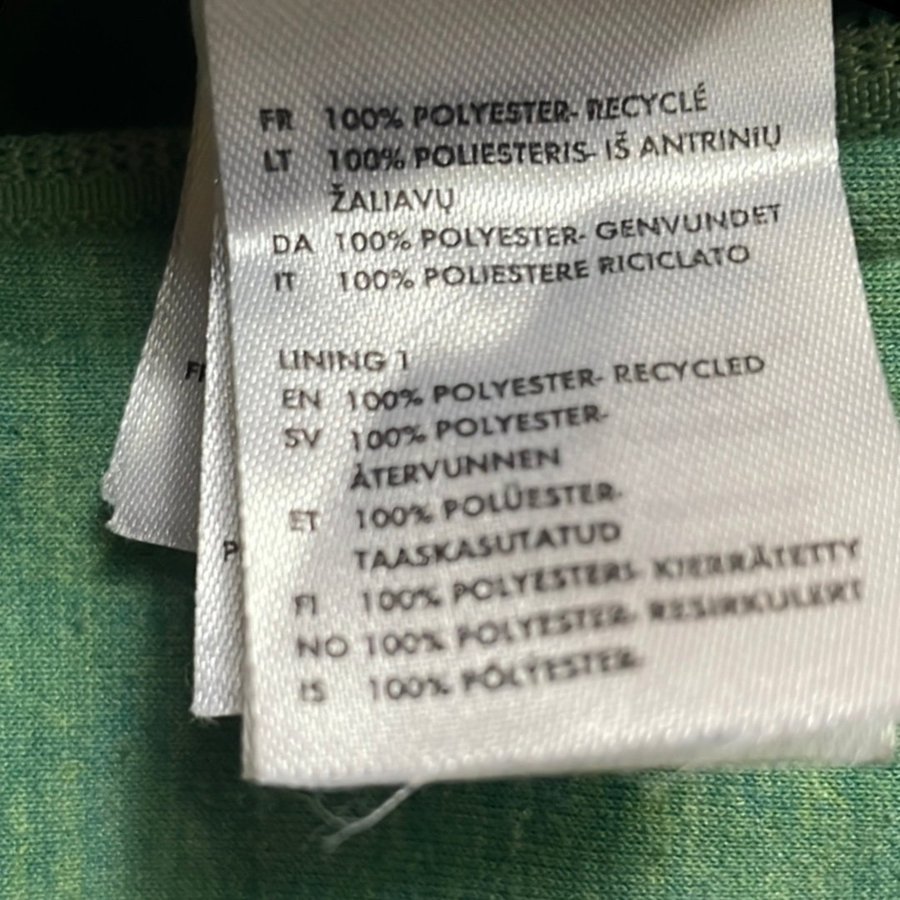 FR 100% POLYESTER- RECYCLÉ
LT 100% POLIESTERIS- IŠ ANTRINIŲ
ŽALIAVŲ
DA 100% POLYESTER- GENVUNDET
IT 100% POLIESTERE RICICLATO
LINING 1
EN 100% POLYESTER- RECYCLED
SV 100% POLYESTER-
ÅTERVUNNEN
ET 100% POLÜESTER-
TAASKASUTATUD
FI 100% POLYESTERI- KIERRÄTETTY
NO 100% POLYESTER- RESIRKULERT
IS 100% PÓLYESTER-